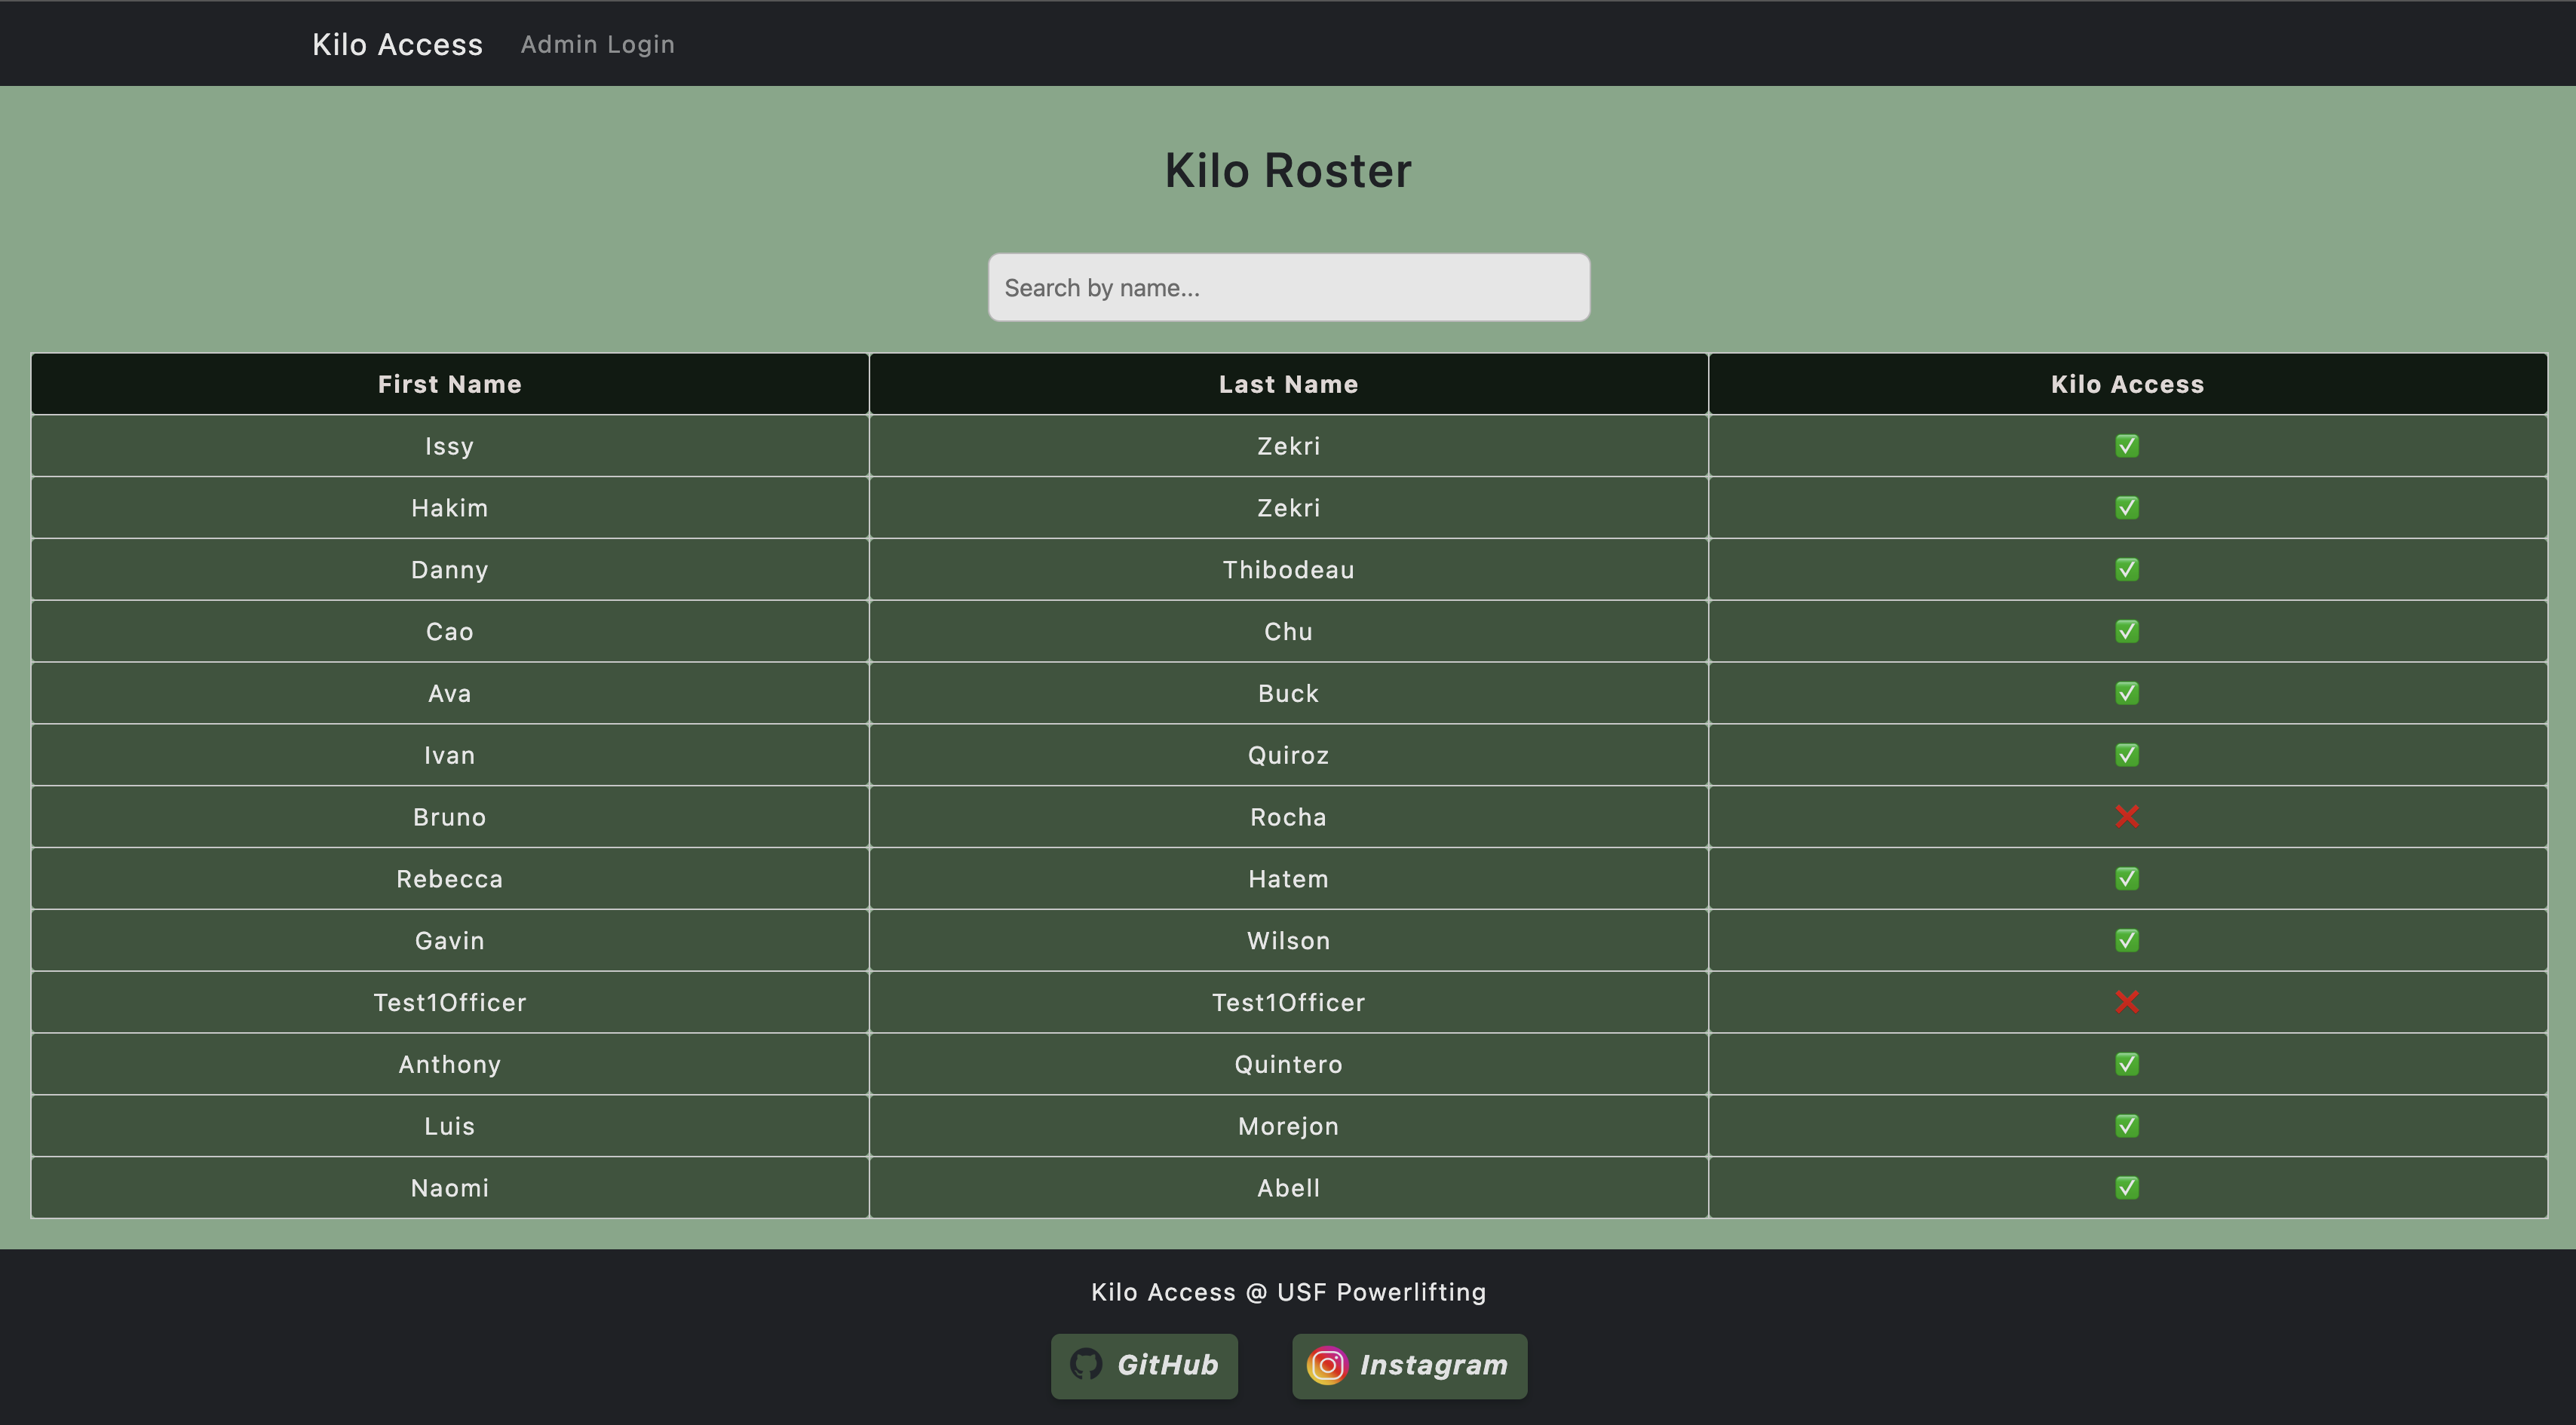 Kilo Access Admin Login
Kilo Roster
Search by name...
First Name Last Name Kilo Access
Issy Zekri ✅
Hakim Zekri ✅
Danny Thibodeau ✅
Cao Chu ✅
Ava Buck ✅
Ivan Quiroz ✅
Bruno Rocha ❌
Rebecca Hatem ✅
Gavin Wilson ✅
Test1Officer Test1Officer ❌
Anthony Quintero ✅
Luis Morejon ✅
Naomi Abell ✅
Kilo Access @ USF Powerlifting
GitHub Instagram